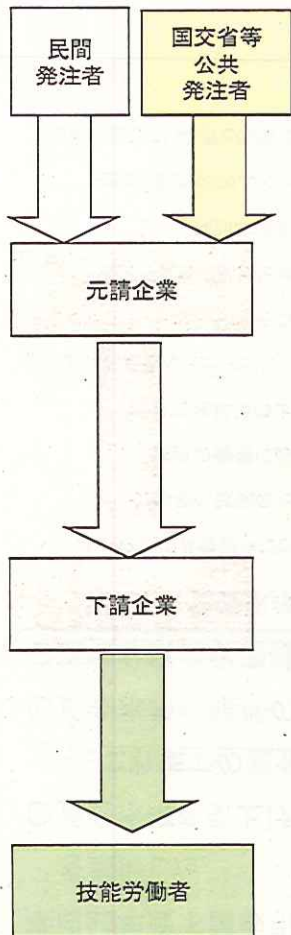 民間
発注者
国交省等
公共
発注者
元請企業
下請企業
技能労働者